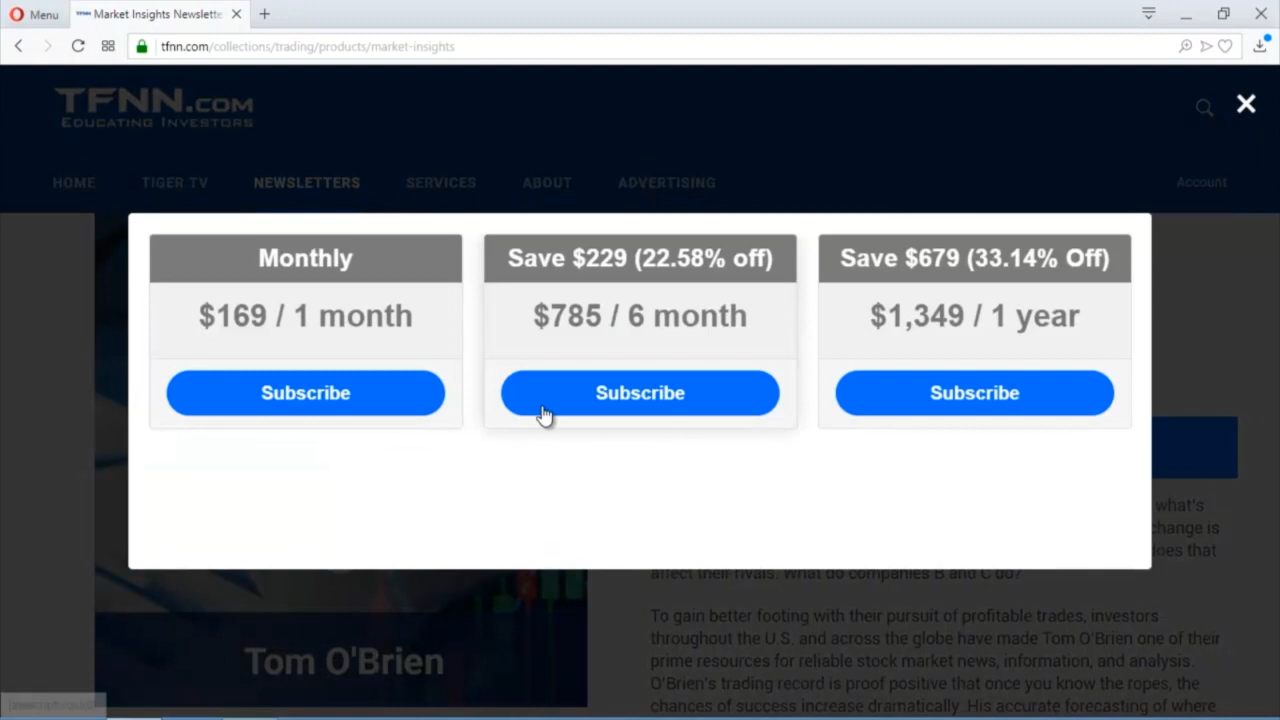 Menu
Market Insights Newslette
tfnn.com/collections/trading/products/market-insights
TFNN.COM
EDUCATING INVESTORS
HOME
TIGER TV
NEWSLETTERS
SERVICES
ABOUT
ADVERTISING
Account
Monthly
$169 / 1 month
Subscribe
Save $229 (22.58% off)
$785 / 6 month
Subscribe
Save $679 (33.14% Off)
$1,349 / 1 year
Subscribe
what's
change is
does that
affect their rivals. What do companies B and C do?
To gain better footing with their pursuit of profitable trades, investors
throughout the U.S. and across the globe have made Tom O'Brien one of their
prime resources for reliable stock market news, information, and analysis.
O'Brien's trading record is proof positive that once you know the ropes, the
chances of success increase dramatically. His accurate forecasting of where
Tom O'Brien